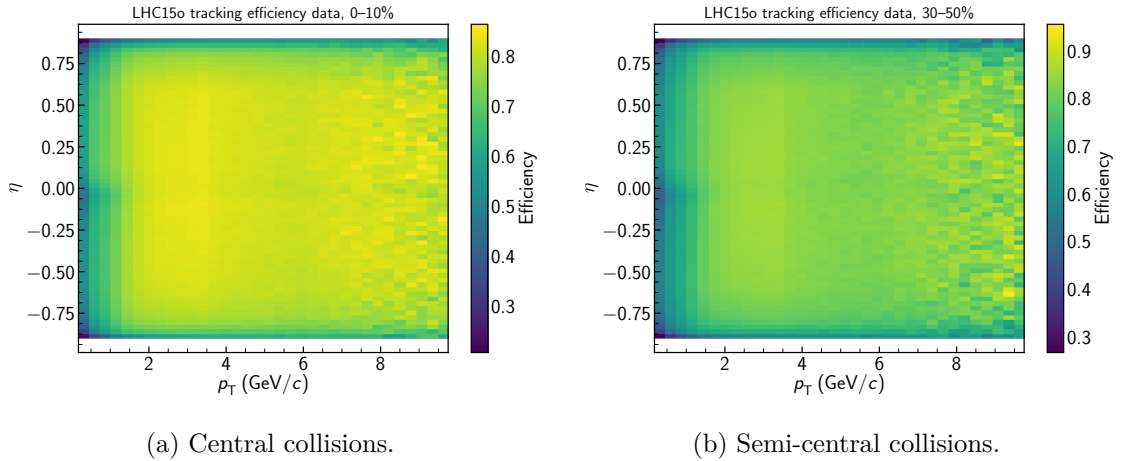 LHC15o tracking efficiency data, 0–10%
0.75
0.50
0.25
0.00
−0.25
−0.50
−0.75
η
2 4 6 8
p_T (GeV/c)
0.8
0.7
0.6
0.5
0.4
0.3
Efficiency
(a) Central collisions.
LHC15o tracking efficiency data, 30–50%
0.75
0.50
0.25
0.00
−0.25
−0.50
−0.75
η
2 4 6 8
p_T (GeV/c)
0.9
0.8
0.7
0.6
0.5
0.4
0.3
Efficiency
(b) Semi-central collisions.